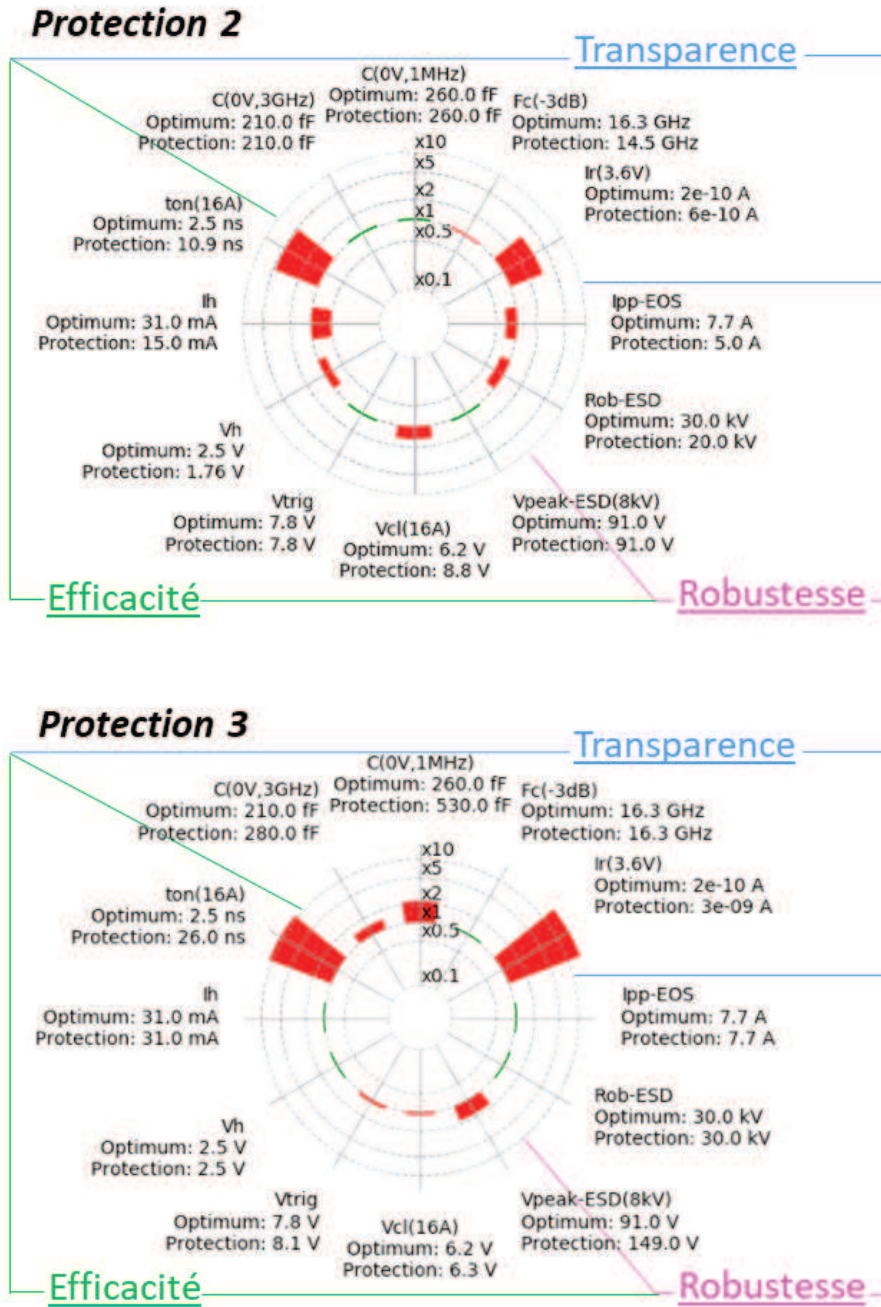 Protection 2
Transparence
C(0V,1MHz)
Optimum: 260.0 fF
Protection: 260.0 fF
C(0V,3GHz)
Optimum: 210.0 fF
Protection: 210.0 fF
Fc(-3dB)
Optimum: 16.3 GHz
Protection: 14.5 GHz
x10
x5
x2
x1
x0.5
x0.1
Ir(3.6V)
Optimum: 2e-10 A
Protection: 6e-10 A
ton(16A)
Optimum: 2.5 ns
Protection: 10.9 ns
Ih
Optimum: 31.0 mA
Protection: 15.0 mA
Ipp-EOS
Optimum: 7.7 A
Protection: 5.0 A
Rob-ESD
Optimum: 30.0 kV
Protection: 20.0 kV
Vh
Optimum: 2.5 V
Protection: 1.76 V
Vtrig
Optimum: 7.8 V
Protection: 7.8 V
Vcl(16A)
Optimum: 6.2 V
Protection: 8.8 V
Vpeak-ESD(8kV)
Optimum: 91.0 V
Protection: 91.0 V
Efficacité
Robustesse
Protection 3
Transparence
C(0V,1MHz)
Optimum: 260.0 fF
Protection: 530.0 fF
C(0V,3GHz)
Optimum: 210.0 fF
Protection: 280.0 fF
Fc(-3dB)
Optimum: 16.3 GHz
Protection: 16.3 GHz
x10
x5
x2
x1
x0.5
x0.1
Ir(3.6V)
Optimum: 2e-10 A
Protection: 3e-09 A
ton(16A)
Optimum: 2.5 ns
Protection: 26.0 ns
Ih
Optimum: 31.0 mA
Protection: 31.0 mA
Ipp-EOS
Optimum: 7.7 A
Protection: 7.7 A
Rob-ESD
Optimum: 30.0 kV
Protection: 30.0 kV
Vh
Optimum: 2.5 V
Protection: 2.5 V
Vtrig
Optimum: 7.8 V
Protection: 8.1 V
Vcl(16A)
Optimum: 6.2 V
Protection: 6.3 V
Vpeak-ESD(8kV)
Optimum: 91.0 V
Protection: 149.0 V
Efficacité
Robustesse